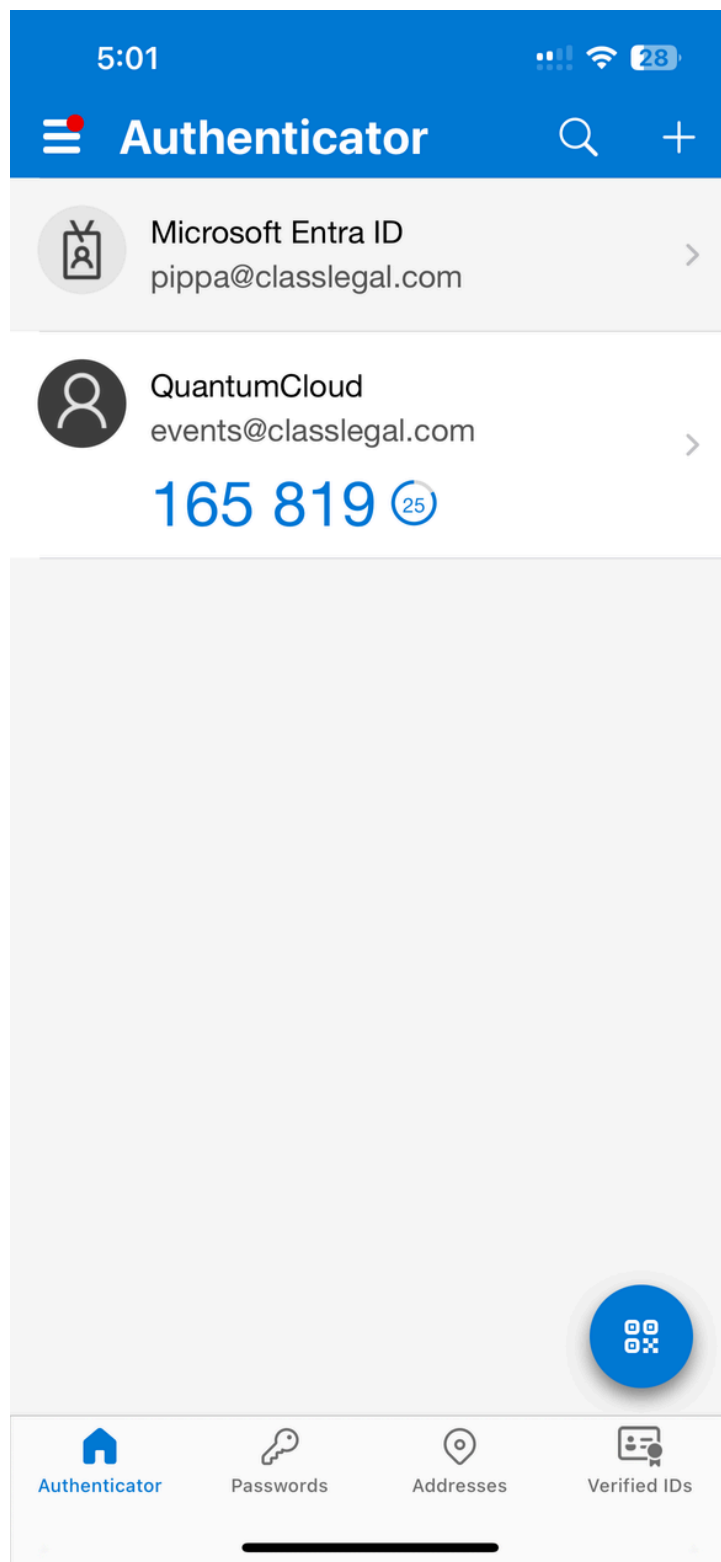 5:01
28
Authenticator
Microsoft Entra ID
pippa@classlegal.com
QuantumCloud
events@classlegal.com
165 819
25
Authenticator
Passwords
Addresses
Verified IDs